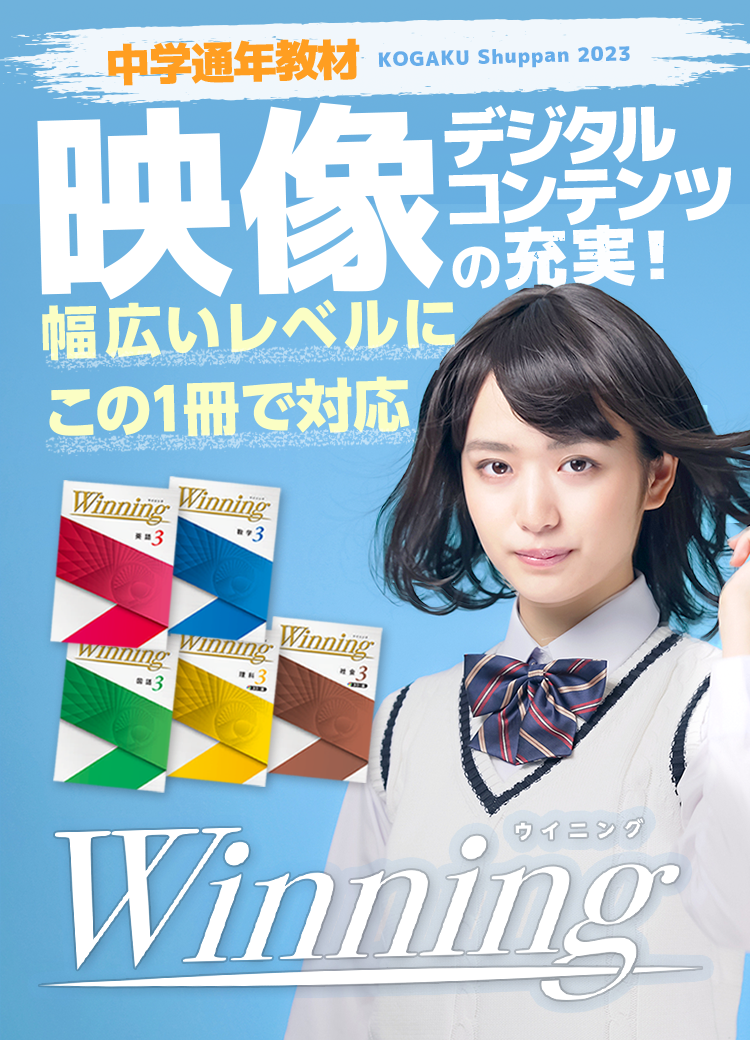 中学通年教材 KOGAKU Shuppan 2023
映像デジタル
コンテンツ
の充実!
幅広いレベルに
この1冊で対応
Winning
英語3
Winning
数学3
Winning
国語3
Winning
理科3
Winning
社会3
ウイニング
Winning